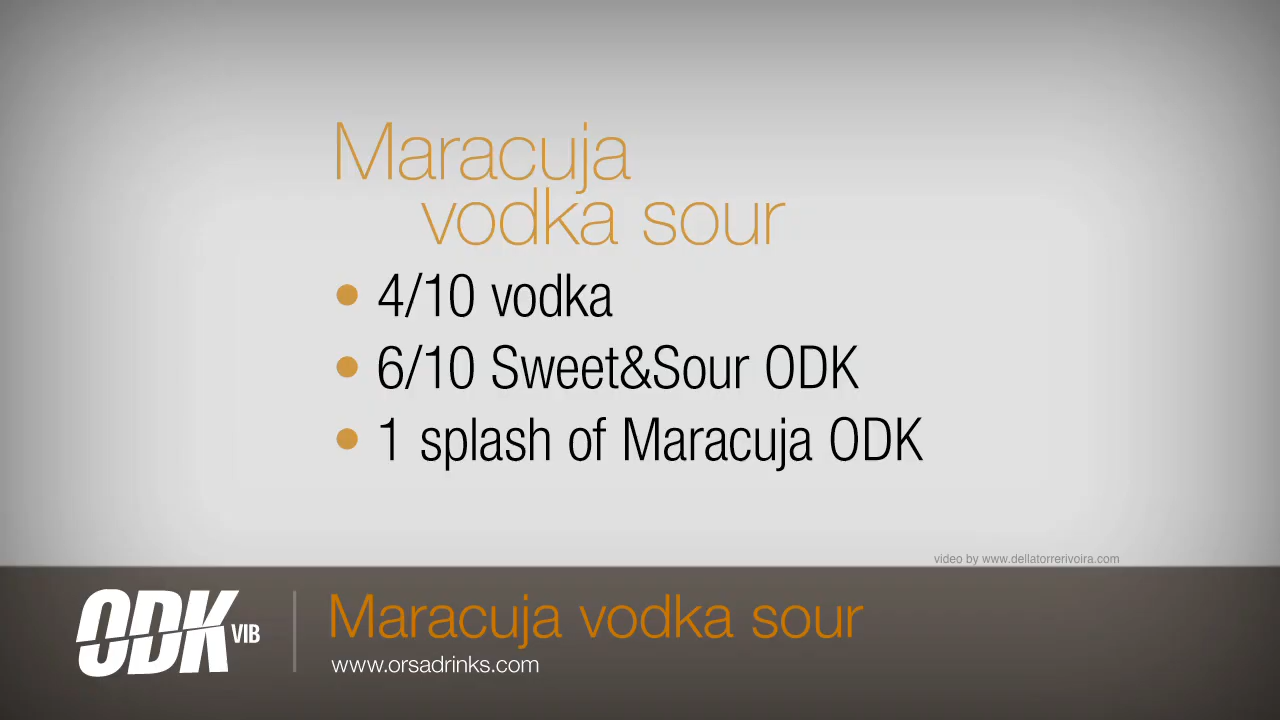 Maracuja
vodka sour
• 4/10 vodka
• 6/10 Sweet&Sour ODK
• 1 splash of Maracuja ODK
video by www.dellatorrerivoira.com
ODK VIB
Maracuja vodka sour
www.orsadrinks.com